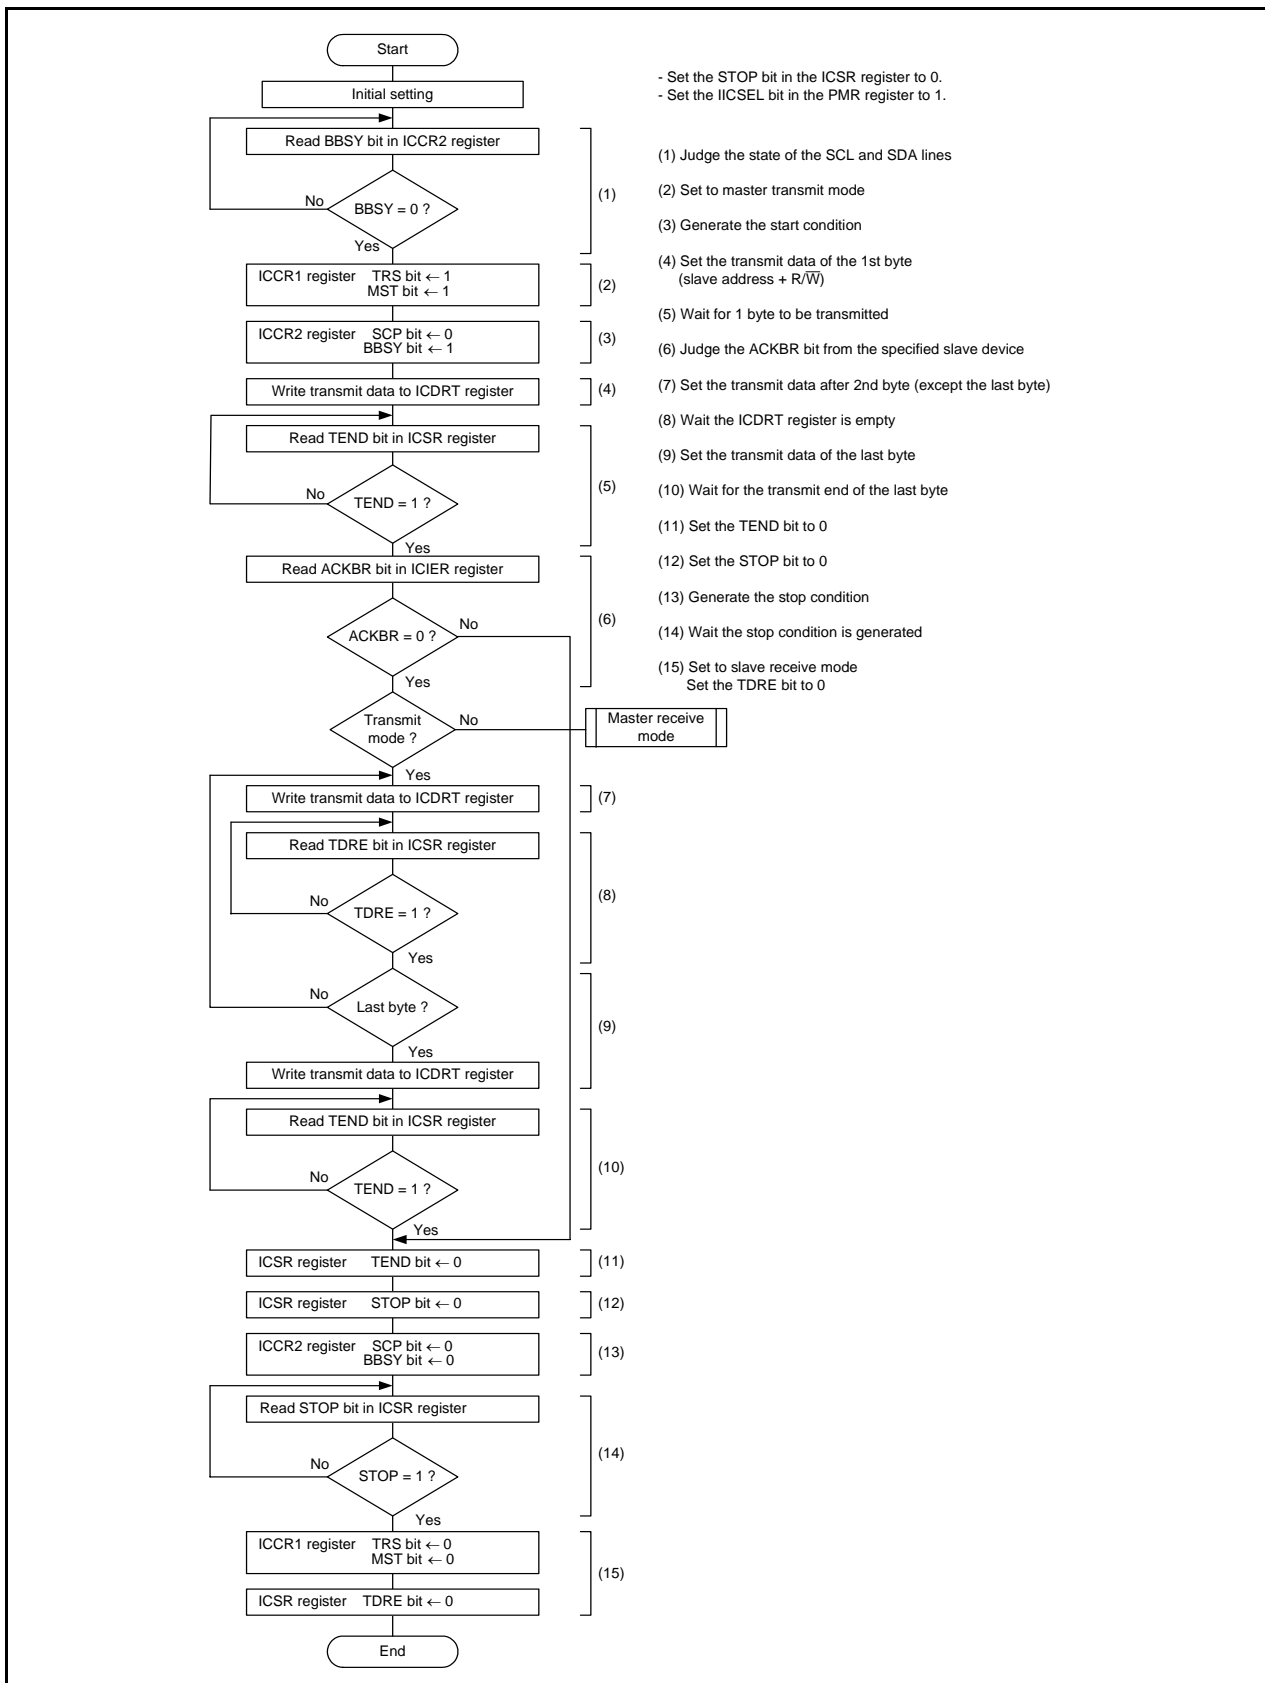 Start
Initial setting
- Set the STOP bit in the ICSR register to 0.
- Set the IICSEL bit in the PMR register to 1.
Read BBSY bit in ICCR2 register
No
BBSY = 0 ?
Yes
(1)
ICCR1 register TRS bit ← 1
MST bit ← 1
(2)
ICCR2 register SCP bit ← 0
BBSY bit ← 1
(3)
Write transmit data to ICDRT register
(4)
Read TEND bit in ICSR register
No
TEND = 1 ?
Yes
(5)
Read ACKBR bit in ICIER register
ACKBR = 0 ?
No
Yes
(6)
Transmit
mode ?
No
Yes
Master receive
mode
Write transmit data to ICDRT register
(7)
Read TDRE bit in ICSR register
No
TDRE = 1 ?
Yes
(8)
No
Last byte ?
Yes
Write transmit data to ICDRT register
(9)
Read TEND bit in ICSR register
No
TEND = 1 ?
Yes
(10)
ICSR register TEND bit ← 0
(11)
ICSR register STOP bit ← 0
(12)
ICCR2 register SCP bit ← 0
BBSY bit ← 0
(13)
Read STOP bit in ICSR register
No
STOP = 1 ?
Yes
(14)
ICCR1 register TRS bit ← 0
MST bit ← 0
ICSR register TDRE bit ← 0
(15)
End
(1) Judge the state of the SCL and SDA lines
(2) Set to master transmit mode
(3) Generate the start condition
(4) Set the transmit data of the 1st byte
(slave address + R/W̅)
(5) Wait for 1 byte to be transmitted
(6) Judge the ACKBR bit from the specified slave device
(7) Set the transmit data after 2nd byte (except the last byte)
(8) Wait the ICDRT register is empty
(9) Set the transmit data of the last byte
(10) Wait for the transmit end of the last byte
(11) Set the TEND bit to 0
(12) Set the STOP bit to 0
(13) Generate the stop condition
(14) Wait the stop condition is generated
(15) Set to slave receive mode
Set the TDRE bit to 0